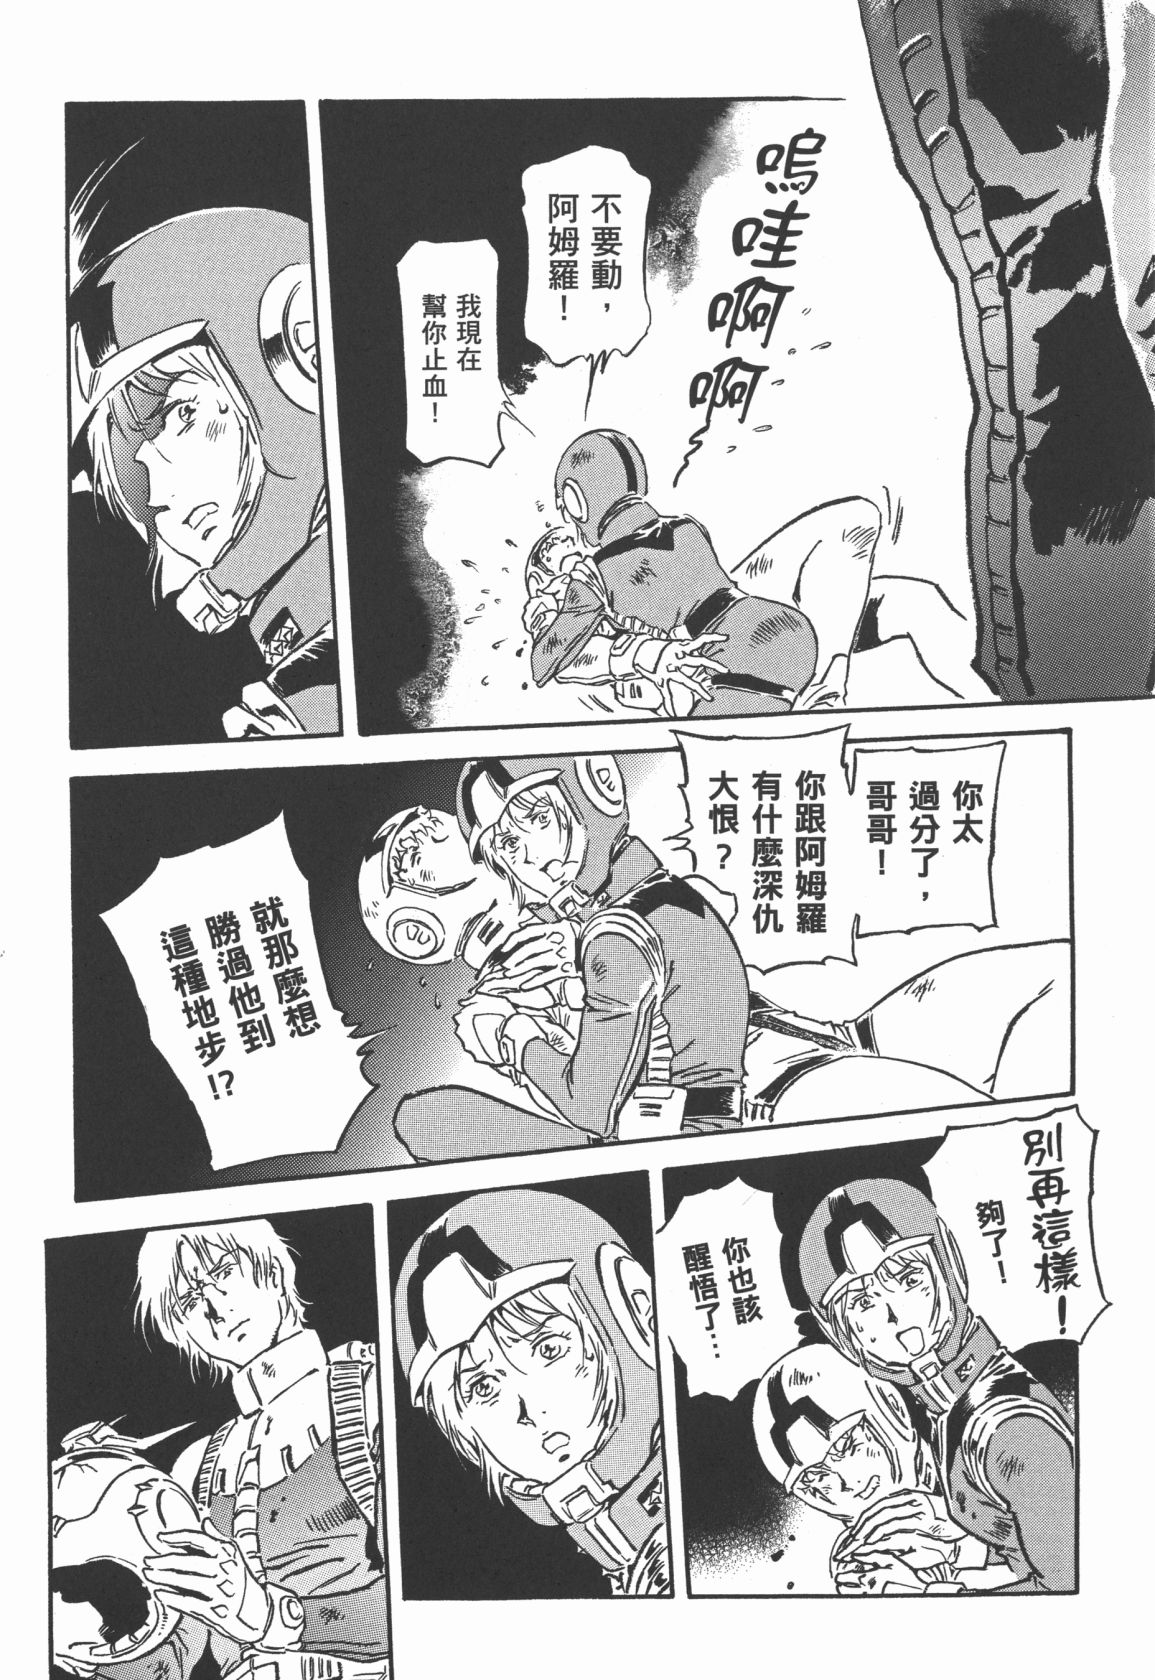 嗚哇啊啊
不要動，
阿姆羅！
我現在
幫你止血！
你太
過分了，
哥哥！
你跟阿姆羅
有什麼深仇
大恨？
就那麼想
勝過他到
這種地步!?
別再這樣！
夠了！
你也該
醒悟了…